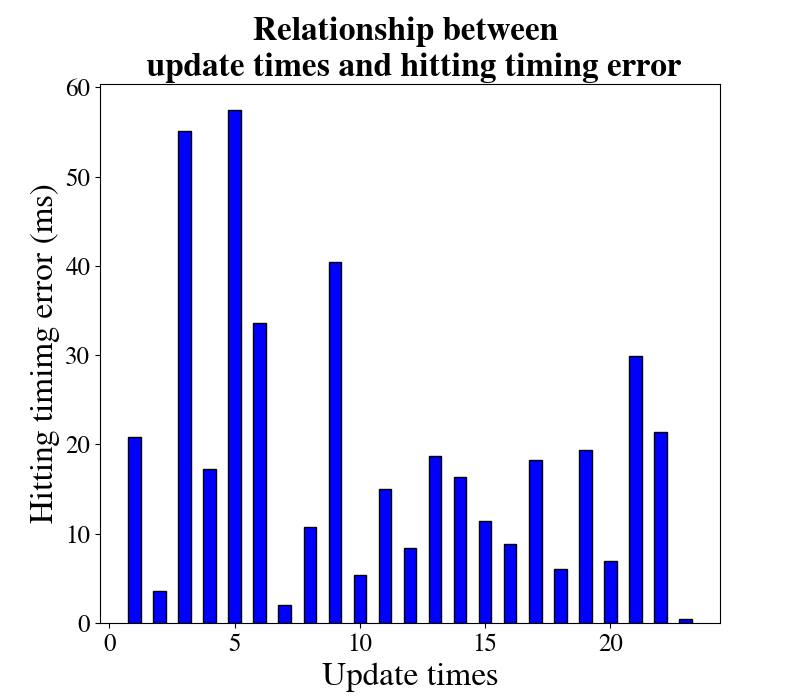 Relationship between
update times and hitting timing error
60
50
40
30
20
10
0
Hitting timimg error (ms)
0 5 10 15 20
Update times